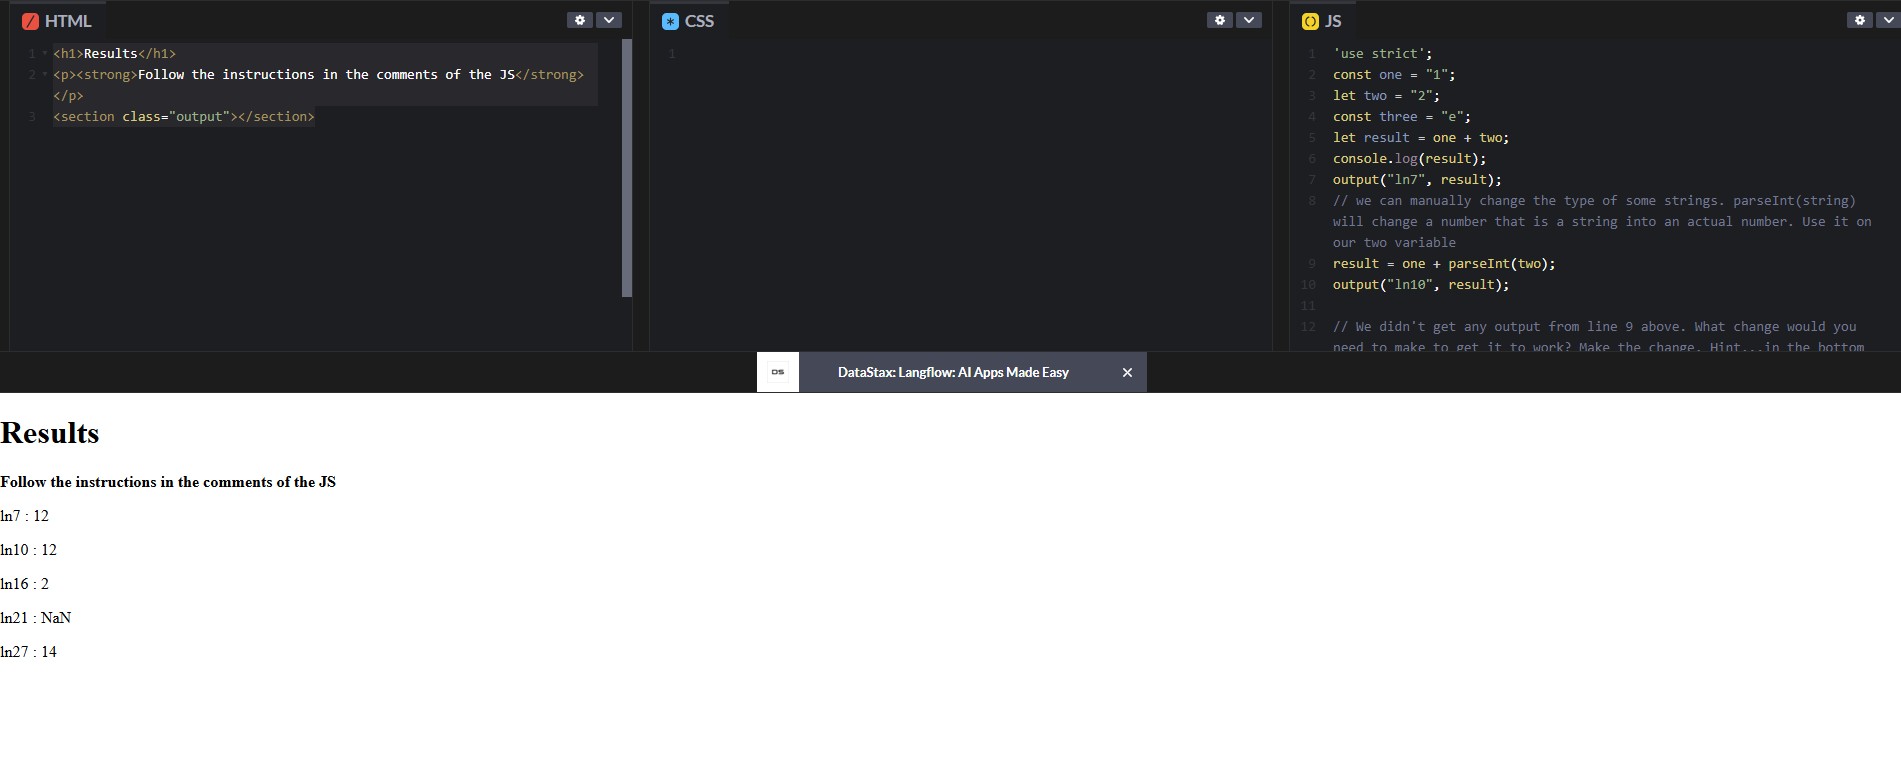 HTML
1 <h1>Results</h1>
2 <p><strong>Follow the instructions in the comments of the JS</strong>
</p>
3 <section class="output"></section>
CSS
1
JS
1 'use strict';
2 const one = "1";
3 let two = "2";
4 const three = "e";
5 let result = one + two;
6 console.log(result);
7 output("ln7", result);
8 // we can manually change the type of some strings. parseInt(string)
will change a number that is a string into an actual number. Use it on
our two variable
9 result = one + parseInt(two);
10 output("ln10", result);
11
12 // We didn't get any output from line 9 above. What change would you
need to make to get it to work? Make the change. Hint...in the bottom
DS
DataStax: Langflow: AI Apps Made Easy
Results
Follow the instructions in the comments of the JS
ln7 : 12
ln10 : 12
ln16 : 2
ln21 : NaN
ln27 : 14